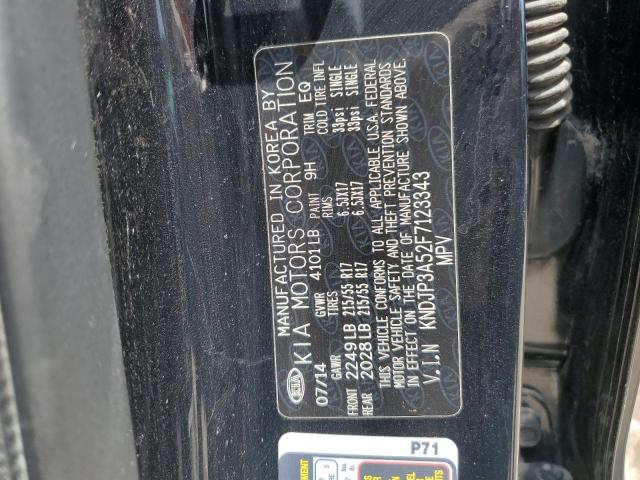 KIA
MANUFACTURED IN KOREA BY
KIA MOTORS CORPORATION
07/14 GVWR 4101LB PAINT 9H TRIM EQ
GAWR TIRES RIMS COLD TIRE INFL
FRONT 2249LB 215/55 R17 6.5JX17 33psi SINGLE
REAR 2028LB 215/55 R17 6.5JX17 33psi SINGLE
THIS VEHICLE CONFORMS TO ALL APPLICABLE U.S.A. FEDERAL
MOTOR VEHICLE SAFETY AND THEFT PREVENTION STANDARDS
IN EFFECT ON THE DATE OF MANUFACTURE SHOWN ABOVE.
V.I.N KNDJP3A52F7123343
MPV
P71